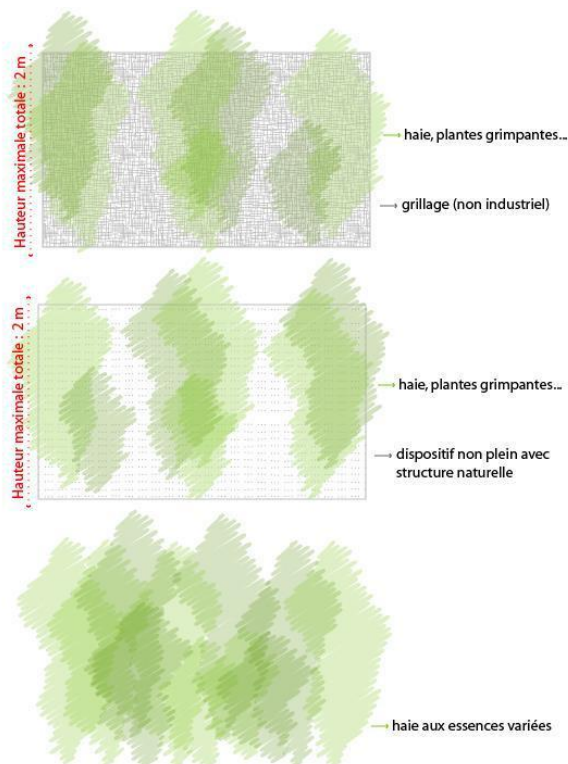 Hauteur maximale totale : 2 m
haie, plantes grimpantes...
grillage (non industriel)
Hauteur maximale totale : 2 m
haie, plantes grimpantes...
dispositif non plein avec
structure naturelle
haie aux essences variées